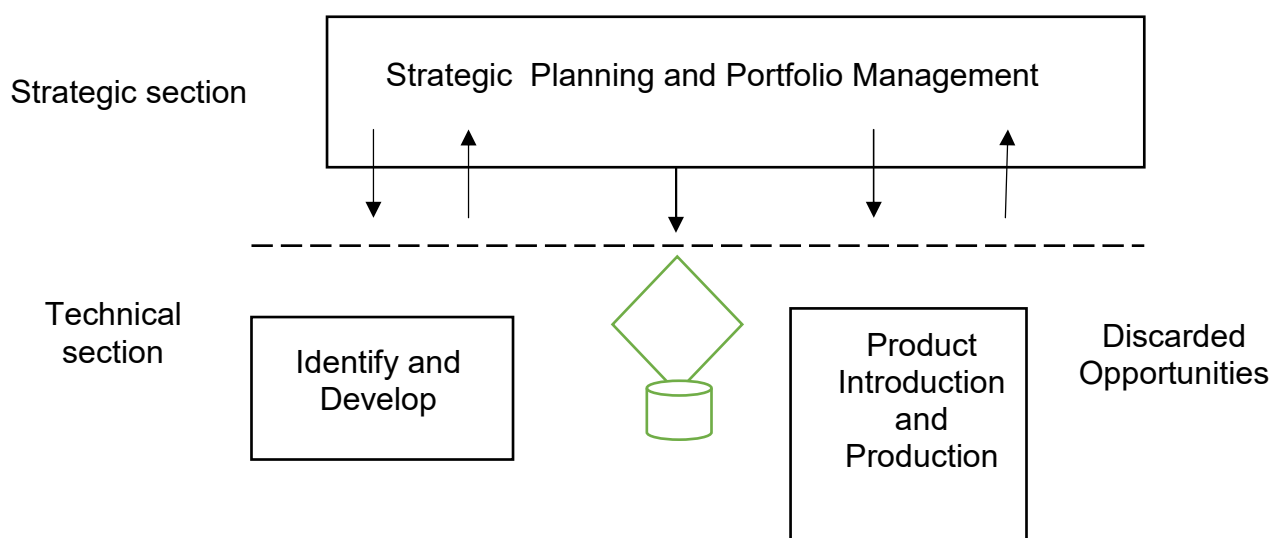 Strategic  Planning and Portfolio Management
Strategic section
Technical
section
Identify and
Develop
Product
Introduction
and
Production
Discarded
Opportunities